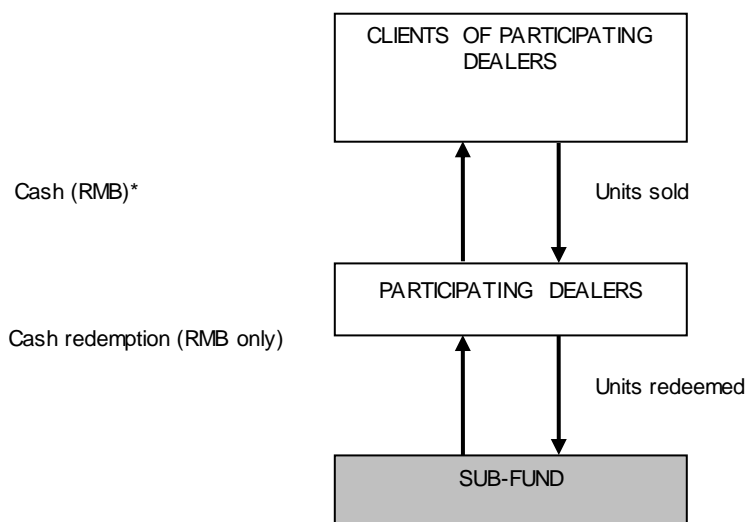 CLIENTS OF PARTICIPATING
DEALERS
Cash (RMB)*
Units sold
PARTICIPATING DEALERS
Cash redemption (RMB only)
Units redeemed
SUB-FUND